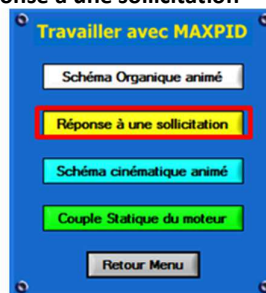 onse à une sollicitation
Travailler avec MAXPID
Schéma Organique animé
Réponse à une sollicitation
Schéma cinématique animé
Couple Statique du moteur
Retour Menu